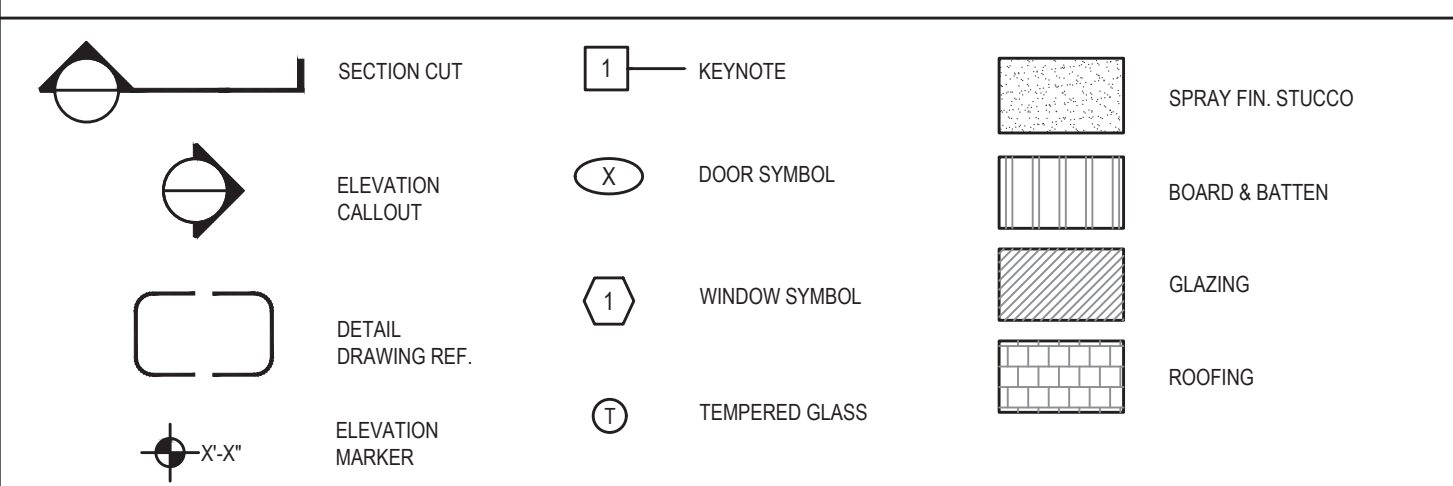 SECTION CUT
ELEVATION
CALLOUT
DETAIL
DRAWING REF.
X'-X"
ELEVATION
MARKER
1
KEYNOTE
X
DOOR SYMBOL
1
WINDOW SYMBOL
T
TEMPERED GLASS
SPRAY FIN. STUCCO
BOARD & BATTEN
GLAZING
ROOFING